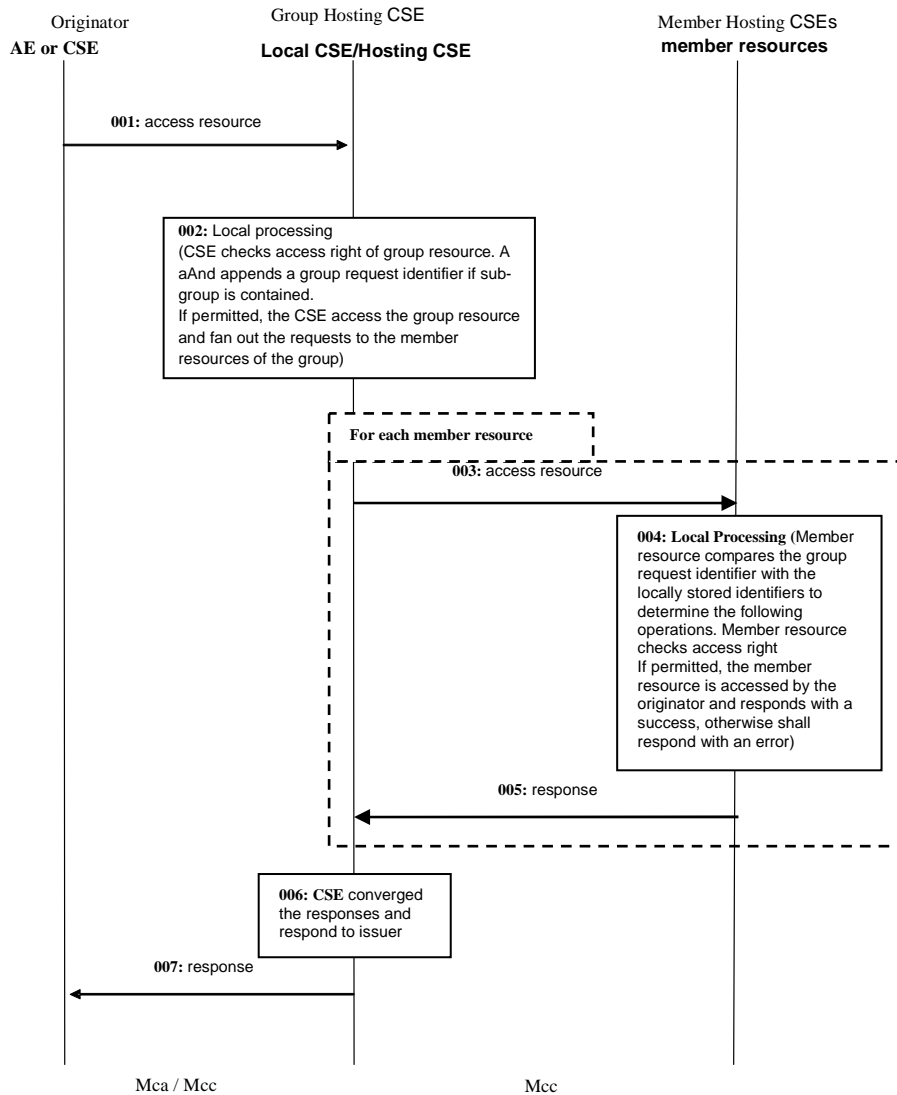 Originator
AE or CSE
Group Hosting CSE
Local CSE/Hosting CSE
Member Hosting CSEs
member resources
001: access resource
002: Local processing
(CSE checks access right of group resource. A
aAnd appends a group request identifier if sub-
group is contained.
If permitted, the CSE access the group resource
and fan out the requests to the member
resources of the group)
For each member resource
003: access resource
004: Local Processing (Member
resource compares the group
request identifier with the
locally stored identifiers to
determine the following
operations. Member resource
checks access right
If permitted, the member
resource is accessed by the
originator and responds with a
success, otherwise shall
respond with an error)
005: response
006: CSE converged
the responses and
respond to issuer
007: response
Mca / Mcc
Mcc